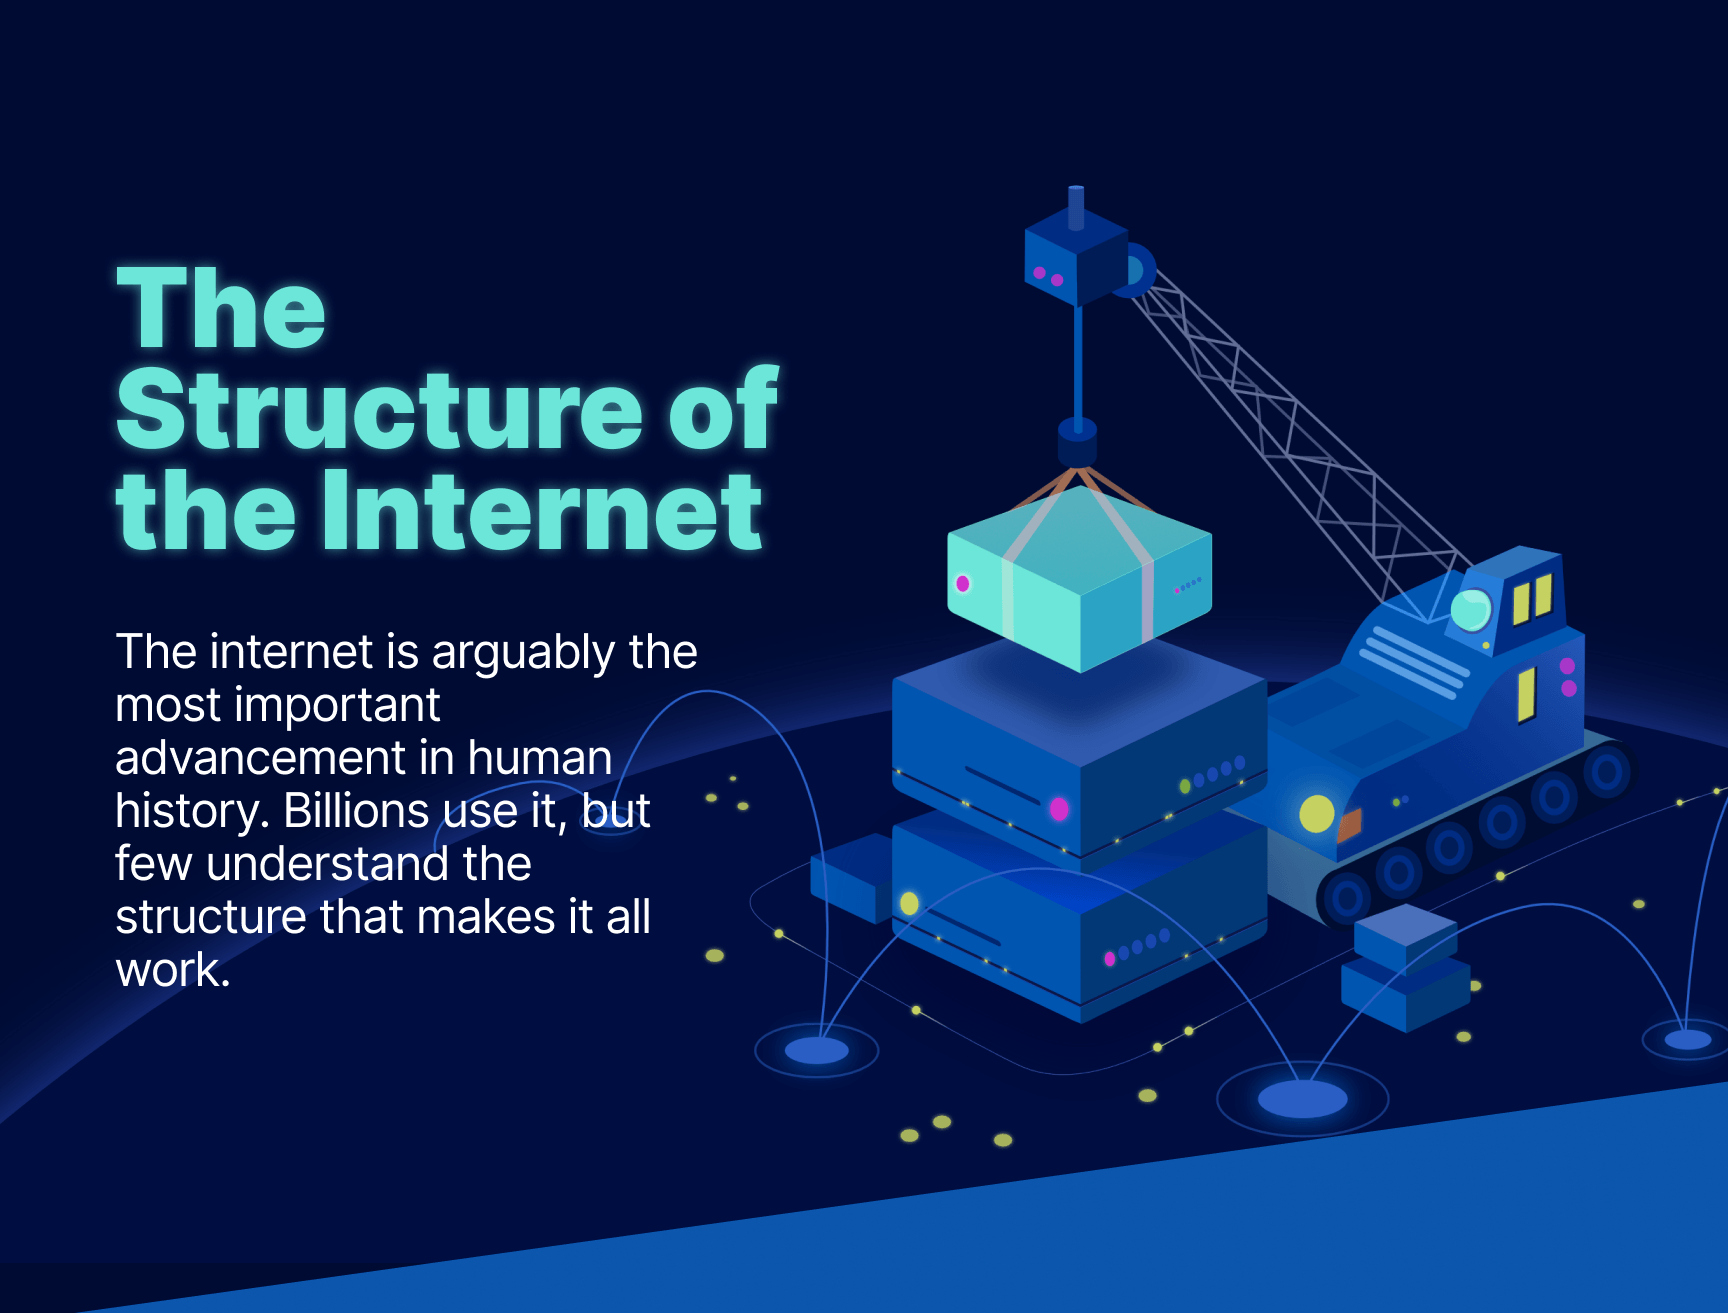 The
Structure of
the Internet
The internet is arguably the
most important
advancement in human
history. Billions use it, but
few understand the
structure that makes it all
work.